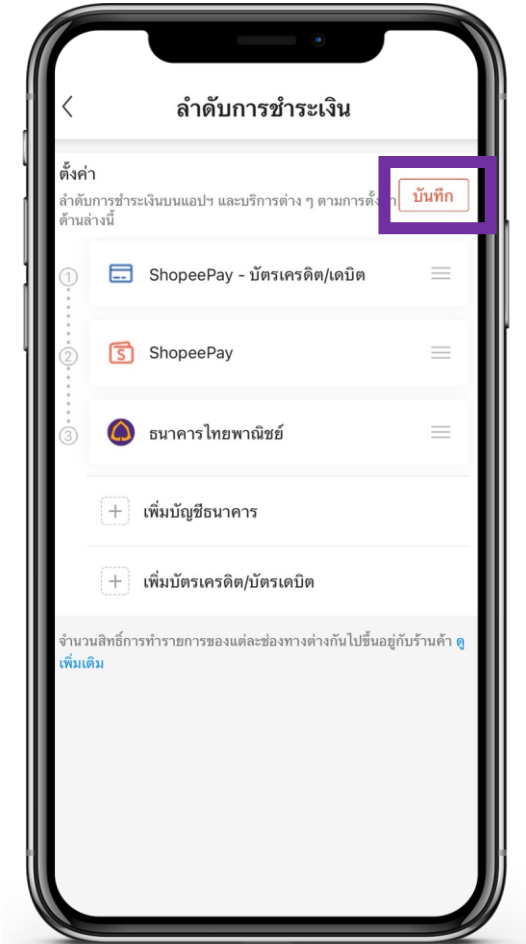 ลำดับการชำระเงิน
ตั้งค่า
บันทึก
ลำดับการชำระเงินบนแอปฯ และบริการต่าง ๆ ตามการตั้ง า
ด้านล่างนี้
1 ShopeePay - บัตรเครดิต/เดบิต
2 S ShopeePay
3 ธนาคารไทยพาณิชย์
+ เพิ่มบัญชีธนาคาร
+ เพิ่มบัตรเครดิต/บัตรเดบิต
จำนวนสิทธิ์การทำรายการของแต่ละช่องทางต่างกันไปขึ้นอยู่กับร้านค้า ดู
เพิ่มเติม